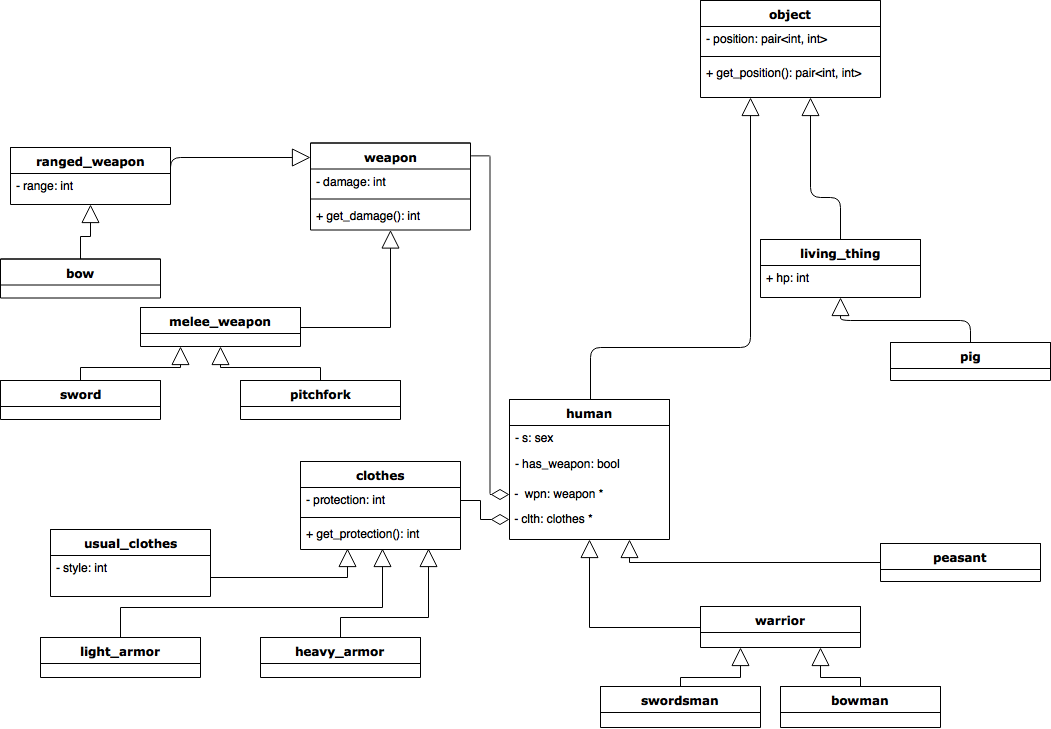 object
- position: pair<int, int>
+ get_position(): pair<int, int>
ranged_weapon
- range: int
weapon
- damage: int
+ get_damage(): int
bow
living_thing
+ hp: int
melee_weapon
pig
sword
pitchfork
human
- s: sex
- has_weapon: bool
- wpn: weapon *
- clth: clothes *
clothes
- protection: int
+ get_protection(): int
usual_clothes
- style: int
peasant
light_armor
heavy_armor
warrior
swordsman
bowman